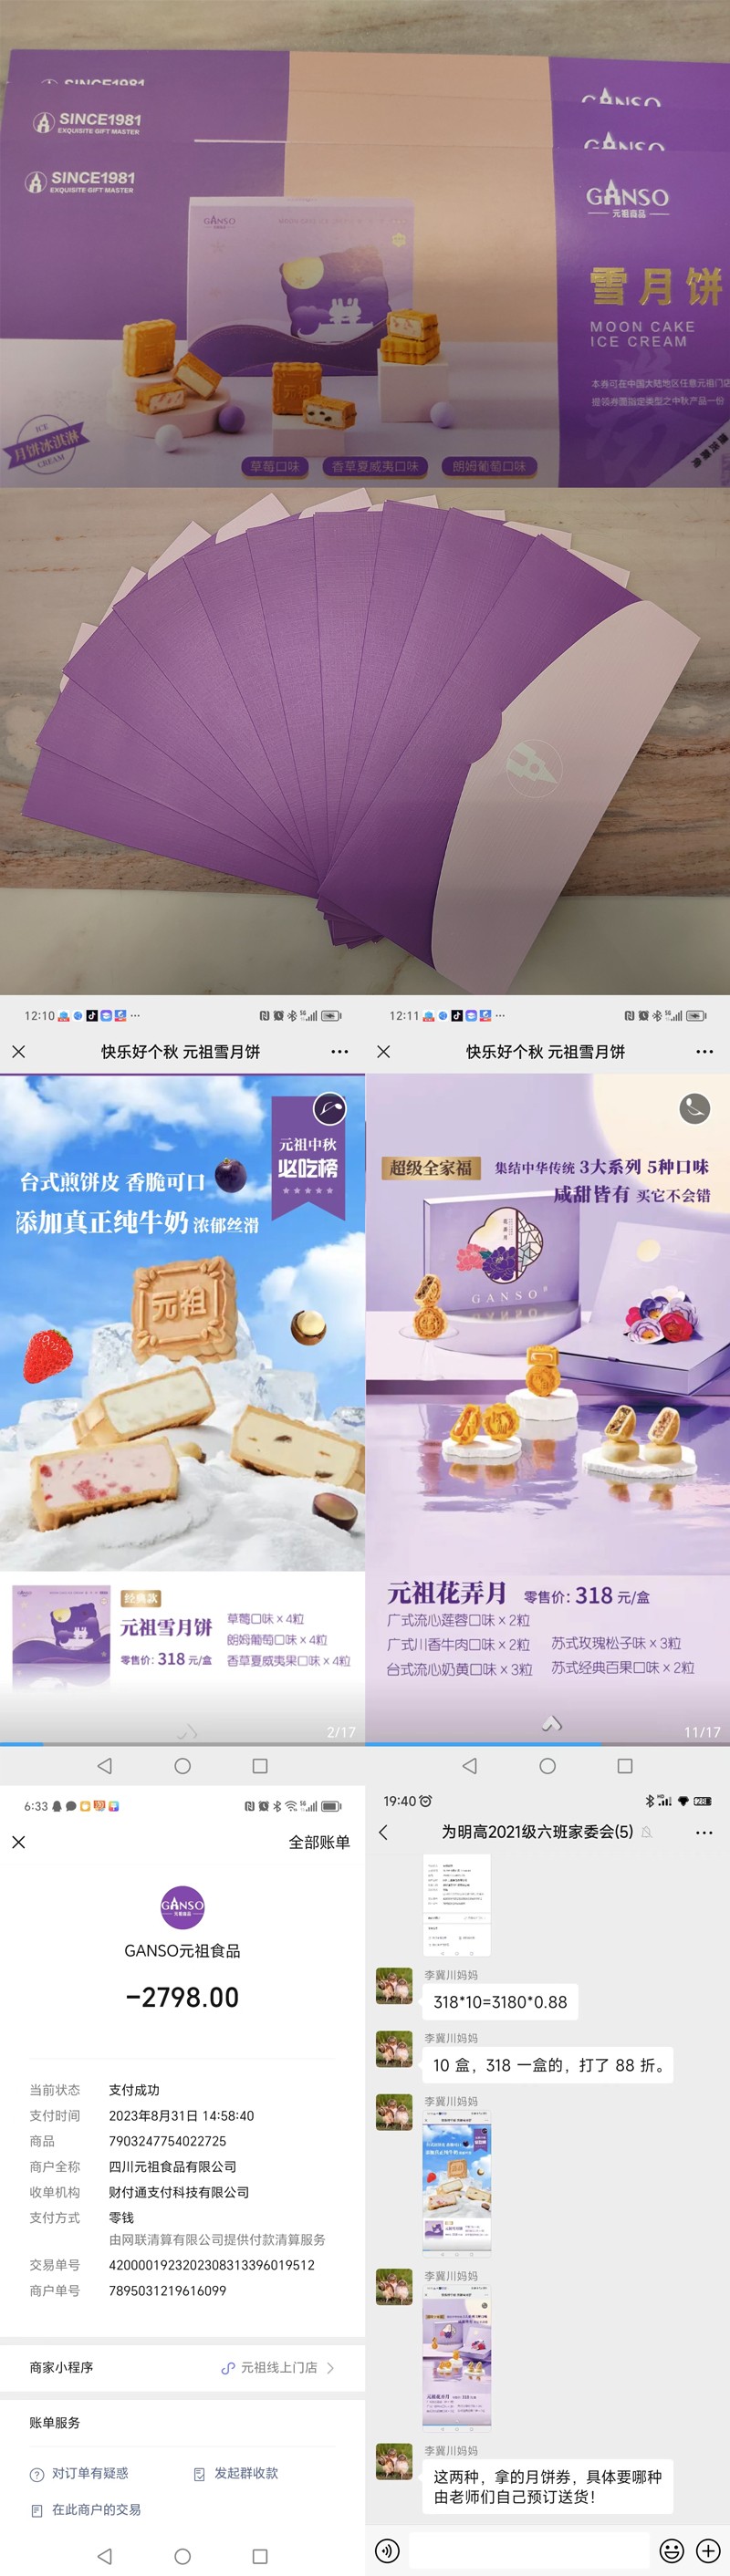 SINCE1981
SINCE1981
EXQUISITE GIFT MASTER
SINCE1981
EXQUISITE GIFT MASTER
GANSO
GANSO
GANSO
元祖食品
GANSO
雪月饼
MOON CAKE
ICE CREAM
本券可在中国大陆地区任意元祖门店
提领券面指定类型之中秋产品一份
ICE
月饼冰淇淋
CREAM
草莓口味
香草夏威夷口味
朗姆葡萄口味
12:10
快乐好个秋 元祖雪月饼
元祖中秋
必吃榜
台式煎饼皮 香脆可口
添加真正纯牛奶 浓郁丝滑
元祖
经典款
元祖雪月饼
零售价: 318 元/盒
草莓口味 x 4粒
朗姆葡萄口味 x 4粒
香草夏威夷果口味 x 4粒
2/17
12:11
快乐好个秋 元祖雪月饼
超级全家福
集结中华传统 3大系列 5种口味
咸甜皆有 买它不会错
GANSO
元祖花弄月 零售价: 318 元/盒
广式流心莲蓉口味 x 2粒
广式川香牛肉口味 x 2粒
苏式玫瑰松子味 x 3粒
台式流心奶黄口味 x 3粒
苏式经典百果口味 x 2粒
11/17
6:33
全部账单
GANSO
元祖食品
GANSO元祖食品
-2798.00
当前状态 支付成功
支付时间 2023年8月31日 14:58:40
商品 7903247754022725
商户全称 四川元祖食品有限公司
收单机构 财付通支付科技有限公司
支付方式 零钱
由网联清算有限公司提供付款清算服务
交易单号 4200001923202308313396019512
商户单号 7895031219616099
商家小程序 元祖线上门店
账单服务
对订单有疑惑
发起群收款
在此商户的交易
19:40
为明高2021级六班家委会(5)
李冀川妈妈
318*10=3180*0.88
李冀川妈妈
10 盒，318 一盒的，打了 88 折。
李冀川妈妈
李冀川妈妈
李冀川妈妈
这两种，拿的月饼券，具体要哪种
由老师们自己预订送货！